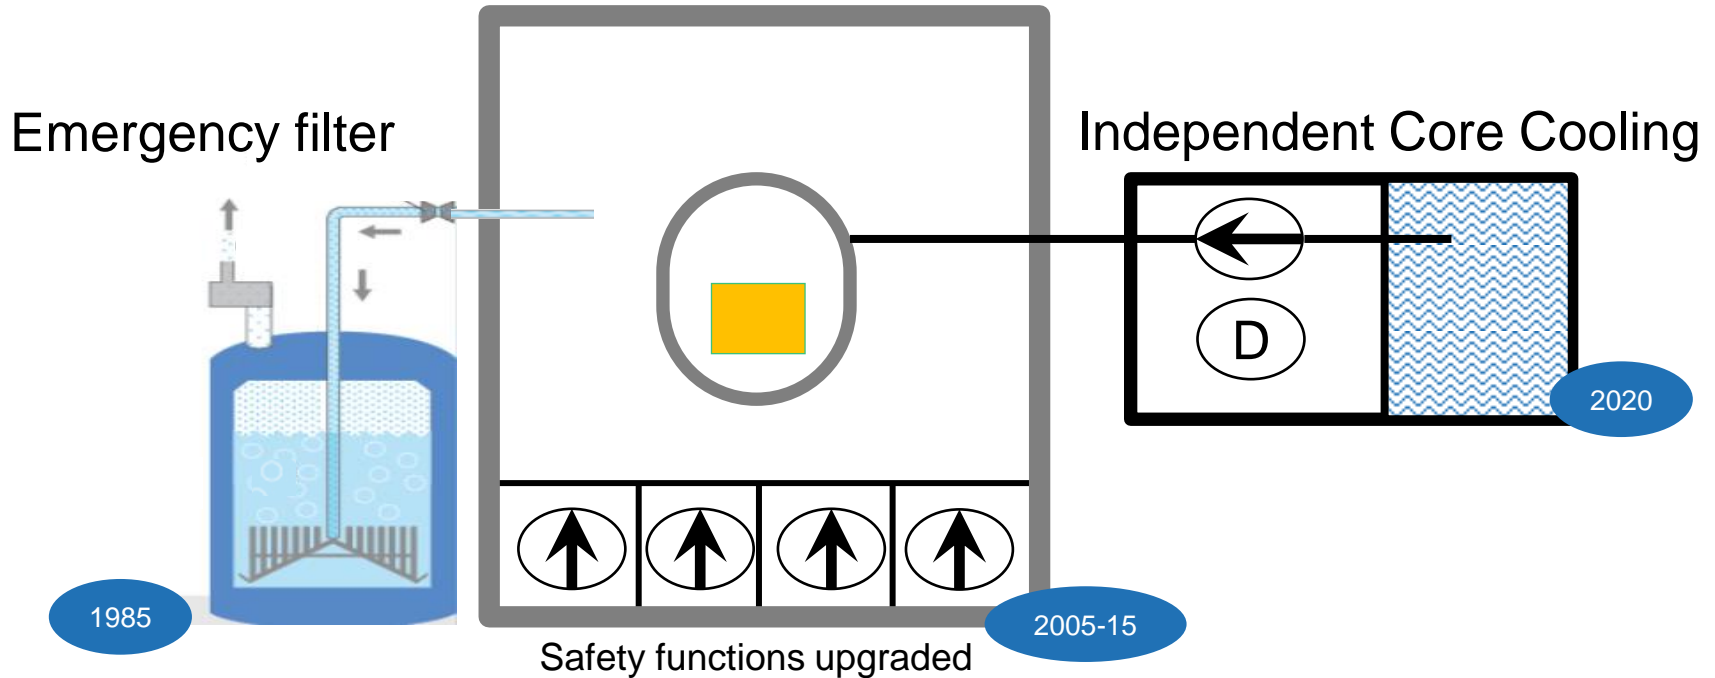 Emergency filter
Independent Core Cooling
D
2020
1985
2005-15
Safety functions upgraded